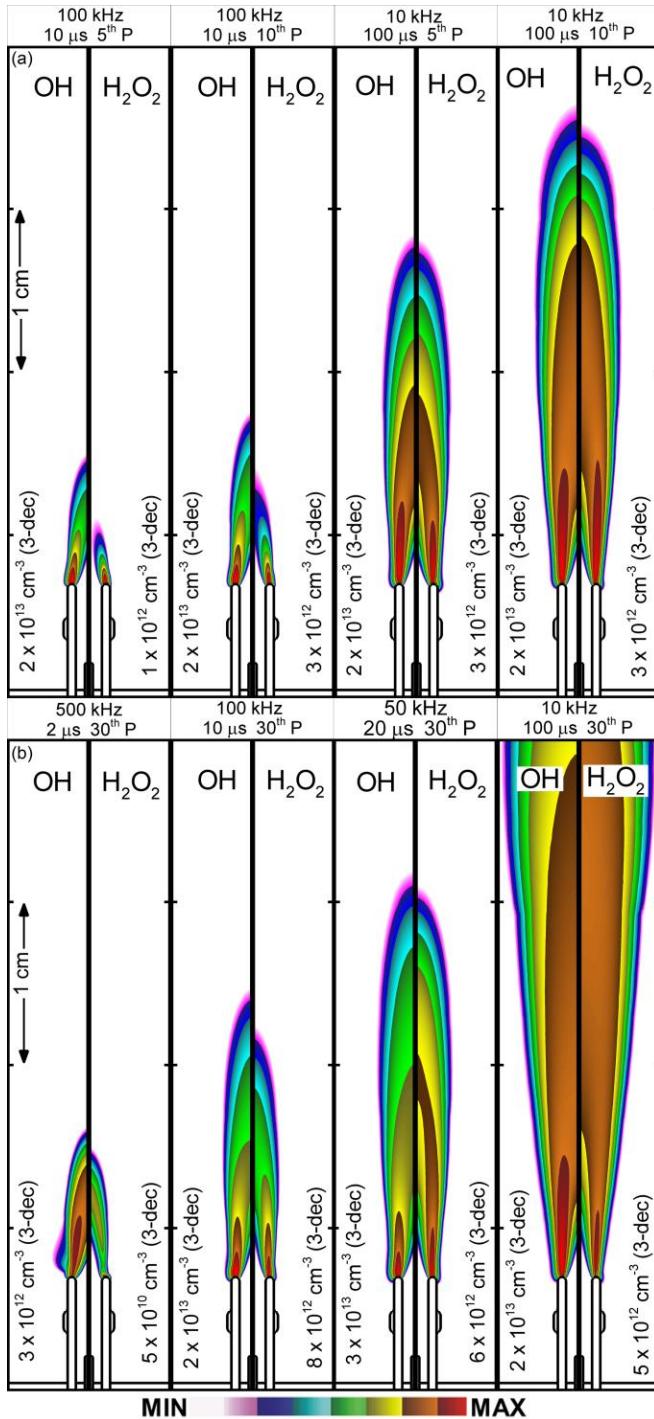 100 kHz
10 μs 5th P
100 kHz
10 μs 10th P
10 kHz
100 μs 5th P
10 kHz
100 μs 10th P
(a)
OH H2O2
OH H2O2
OH H2O2
OH H2O2
1 cm
2 x 10^13 cm^-3 (3-dec)
1 x 10^12 cm^-3 (3-dec)
2 x 10^13 cm^-3 (3-dec)
3 x 10^12 cm^-3 (3-dec)
2 x 10^13 cm^-3 (3-dec)
3 x 10^12 cm^-3 (3-dec)
2 x 10^13 cm^-3 (3-dec)
3 x 10^12 cm^-3 (3-dec)
500 kHz
2 μs 30th P
100 kHz
10 μs 30th P
50 kHz
20 μs 30th P
10 kHz
100 μs 30th P
(b)
OH H2O2
OH H2O2
OH H2O2
OH H2O2
1 cm
3 x 10^12 cm^-3 (3-dec)
5 x 10^10 cm^-3 (3-dec)
2 x 10^13 cm^-3 (3-dec)
8 x 10^12 cm^-3 (3-dec)
3 x 10^13 cm^-3 (3-dec)
6 x 10^12 cm^-3 (3-dec)
2 x 10^13 cm^-3 (3-dec)
5 x 10^12 cm^-3 (3-dec)
MIN MAX